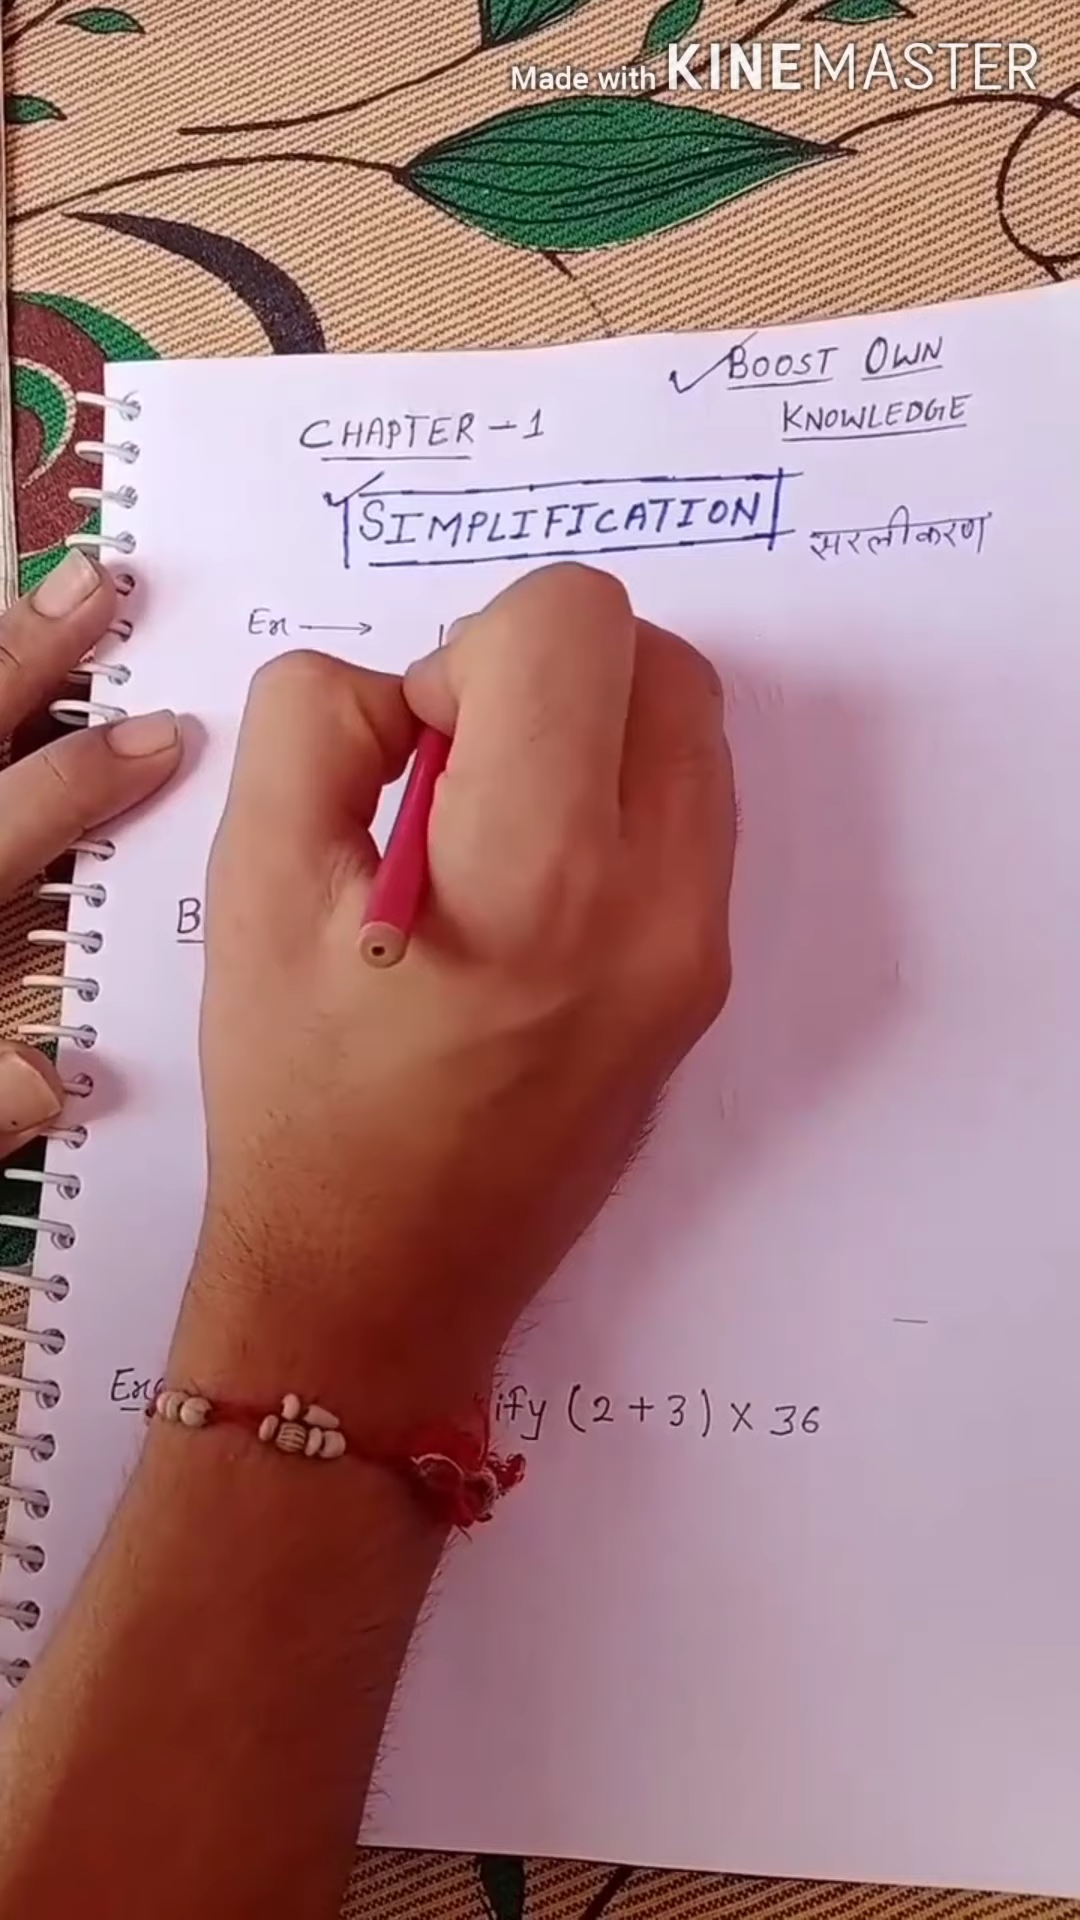 Made with KINEMASTER
BOOST OWN
KNOWLEDGE
CHAPTER - 1
SIMPLIFICATION
सरलीकरण
Ex →
B
ify (2 + 3) x 36